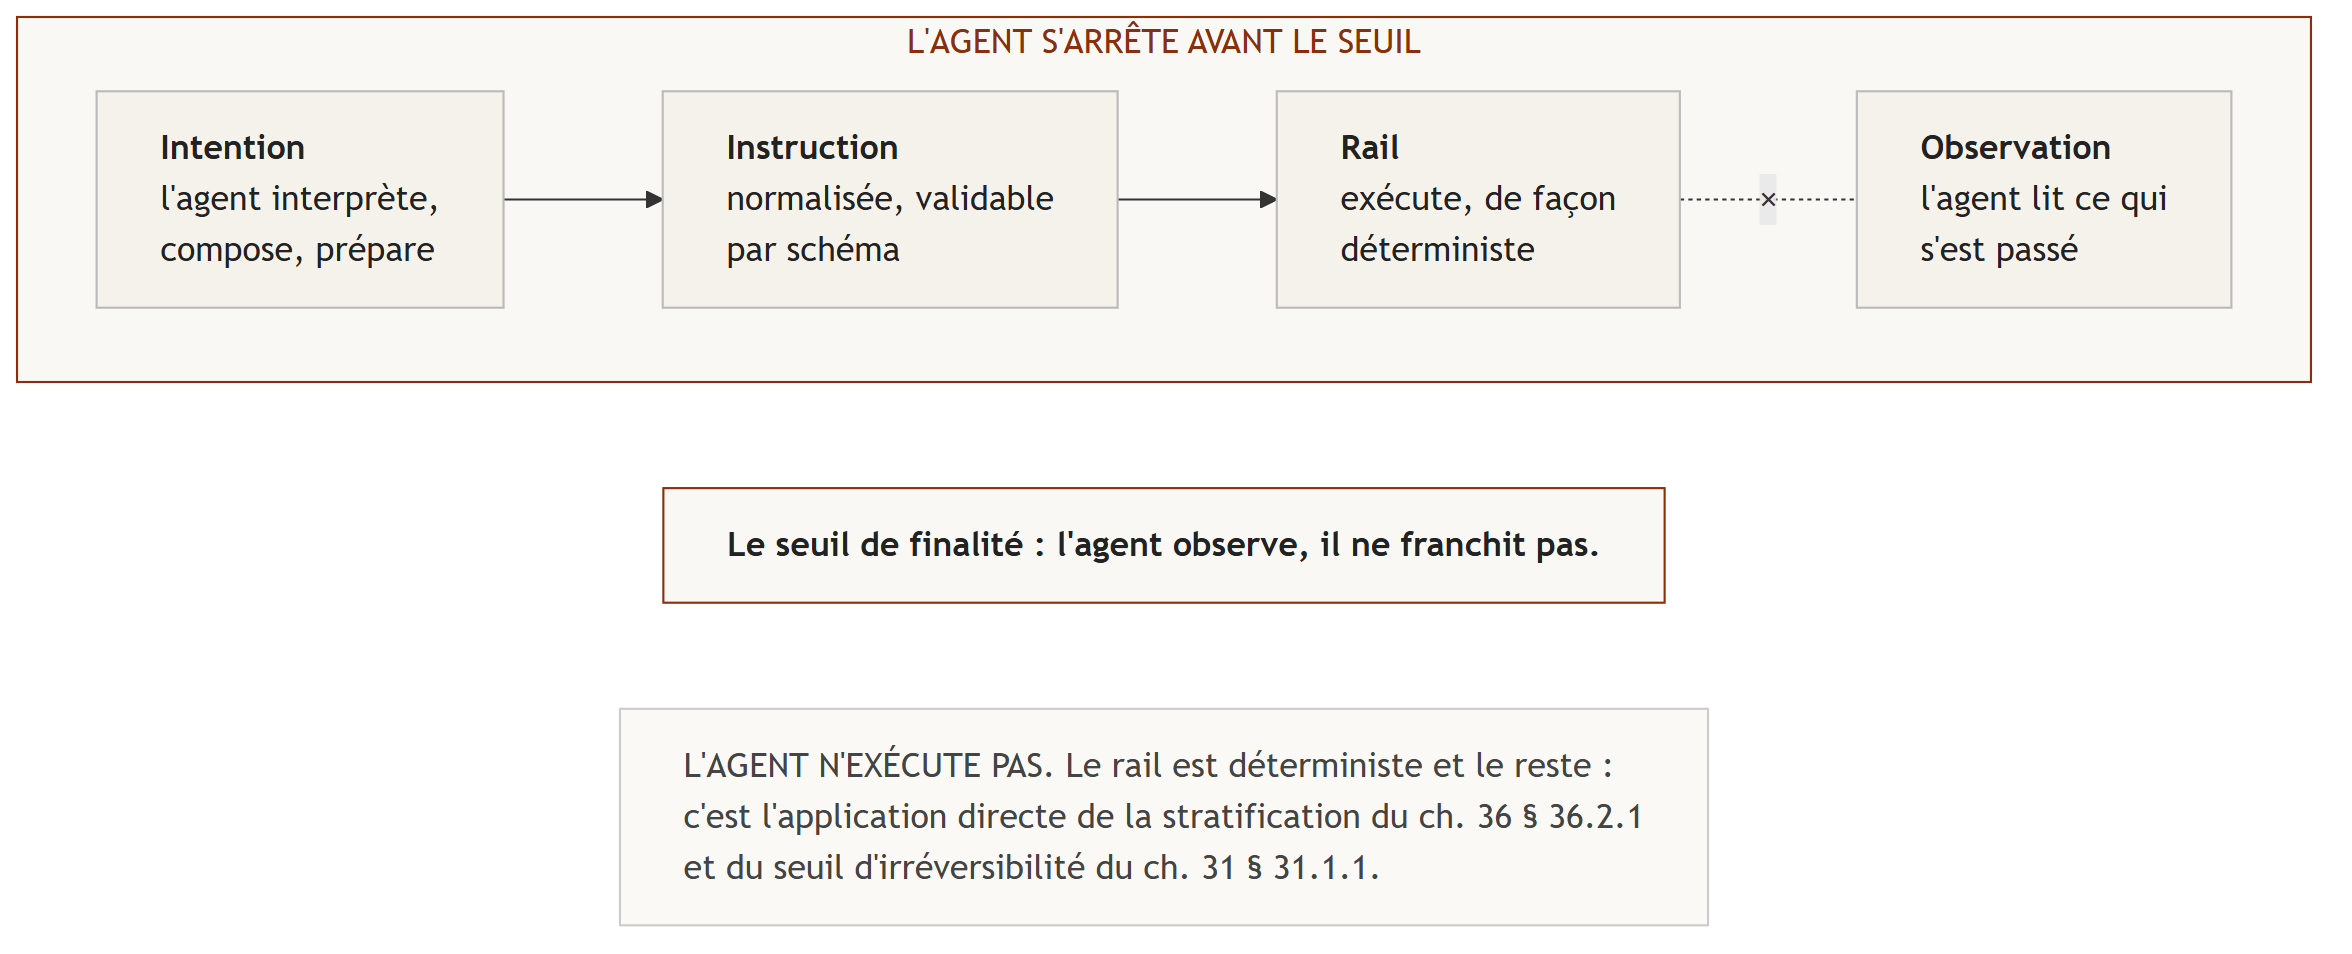 L'AGENT S'ARRÊTE AVANT LE SEUIL
Intention
l'agent interprète,
compose, prépare
Instruction
normalisée, validable
par schéma
Rail
exécute, de façon
déterministe
×
Observation
l'agent lit ce qui
s'est passé
Le seuil de finalité : l'agent observe, il ne franchit pas.
L'AGENT N'EXÉCUTE PAS. Le rail est déterministe et le reste :
c'est l'application directe de la stratification du ch. 36 § 36.2.1
et du seuil d'irréversibilité du ch. 31 § 31.1.1.